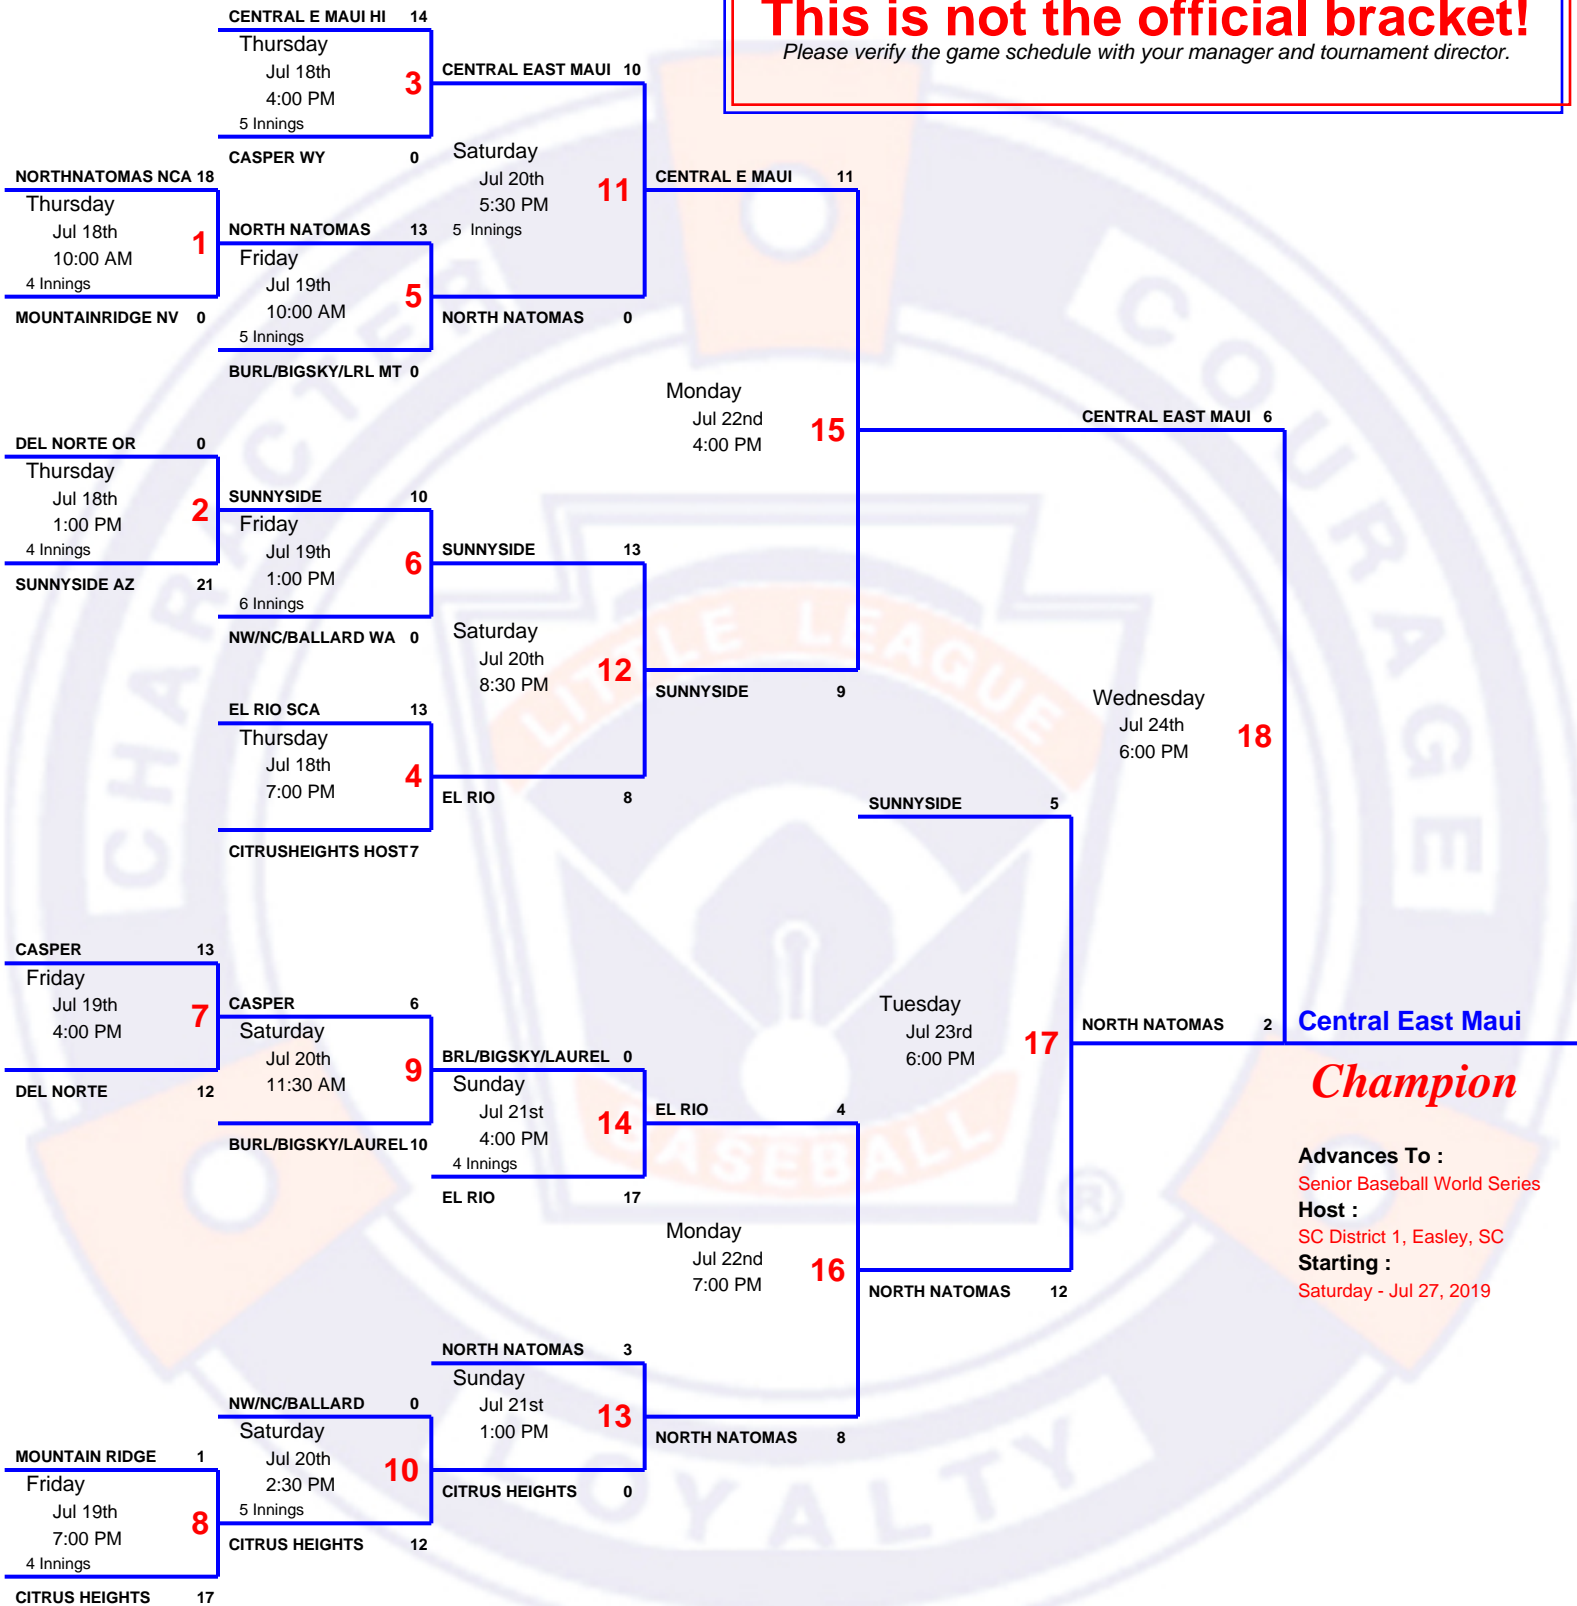 This is not the official bracket!
Please verify the game schedule with your manager and tournament director.
CENTRAL E MAUI HI 14
Thursday
Jul 18th
4:00 PM
3
5 Innings
CASPER WY 0
NORTHNATOMAS NCA 18
Thursday
Jul 18th
10:00 AM
1
4 Innings
MOUNTAINRIDGE NV 0
NORTH NATOMAS 13
Friday
Jul 19th
10:00 AM
5
5 Innings
BURL/BIGSKY/LRL MT 0
CENTRAL EAST MAUI 10
Saturday
Jul 20th
5:30 PM
11
5 Innings
NORTH NATOMAS 0
DEL NORTE OR 0
Thursday
Jul 18th
1:00 PM
2
4 Innings
SUNNYSIDE AZ 21
SUNNYSIDE 10
Friday
Jul 19th
1:00 PM
6
6 Innings
NW/NC/BALLARD WA 0
EL RIO SCA 13
Thursday
Jul 18th
7:00 PM
4
CITRUSHEIGHTS HOST 7
SUNNYSIDE 13
Saturday
Jul 20th
8:30 PM
12
EL RIO 8
CENTRAL E MAUI 11
Monday
Jul 22nd
4:00 PM
15
SUNNYSIDE 9
CASPER 13
Friday
Jul 19th
4:00 PM
7
DEL NORTE 12
CASPER 6
Saturday
Jul 20th
11:30 AM
9
BURL/BIGSKY/LAUREL 10
BRL/BIGSKY/LAUREL 0
Sunday
Jul 21st
4:00 PM
14
4 Innings
EL RIO 17
MOUNTAIN RIDGE 1
Friday
Jul 19th
7:00 PM
8
4 Innings
CITRUS HEIGHTS 17
NW/NC/BALLARD 0
Saturday
Jul 20th
2:30 PM
10
5 Innings
CITRUS HEIGHTS 12
NORTH NATOMAS 3
Sunday
Jul 21st
1:00 PM
13
CITRUS HEIGHTS 0
EL RIO 4
Monday
Jul 22nd
7:00 PM
16
NORTH NATOMAS 8
SUNNYSIDE 5
Tuesday
Jul 23rd
6:00 PM
17
NORTH NATOMAS 12
CENTRAL EAST MAUI 6
Wednesday
Jul 24th
6:00 PM
18
NORTH NATOMAS 2
Central East Maui
Champion
Advances To :
Senior Baseball World Series
Host :
SC District 1, Easley, SC
Starting :
Saturday - Jul 27, 2019
CHARACTER
COURAGE
LOYALTY
LITTLE LEAGUE
BASEBALL
®